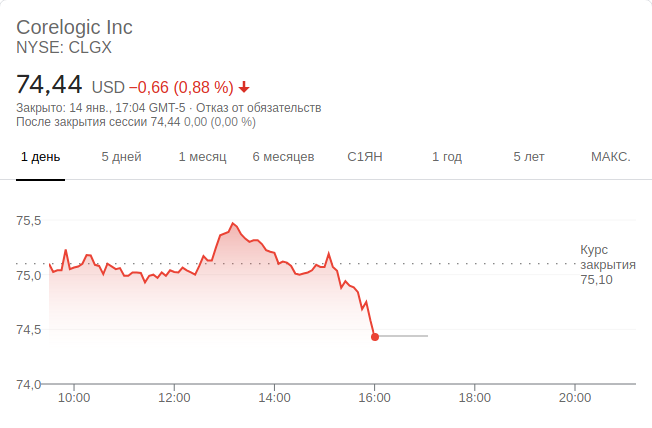 Corelogic Inc
NYSE: CLGX
74,44 USD −0,66 (0,88 %)
Закрыто: 14 янв., 17:04 GMT-5 · Отказ от обязательств
После закрытия сессии 74,44 0,00 (0,00 %)
1 день 5 дней 1 месяц 6 месяцев С1ЯН 1 год 5 лет МАКС.
75,5
Курс
закрытия
75,10
75,0
74,5
74,0
10:00 12:00 14:00 16:00 18:00 20:00